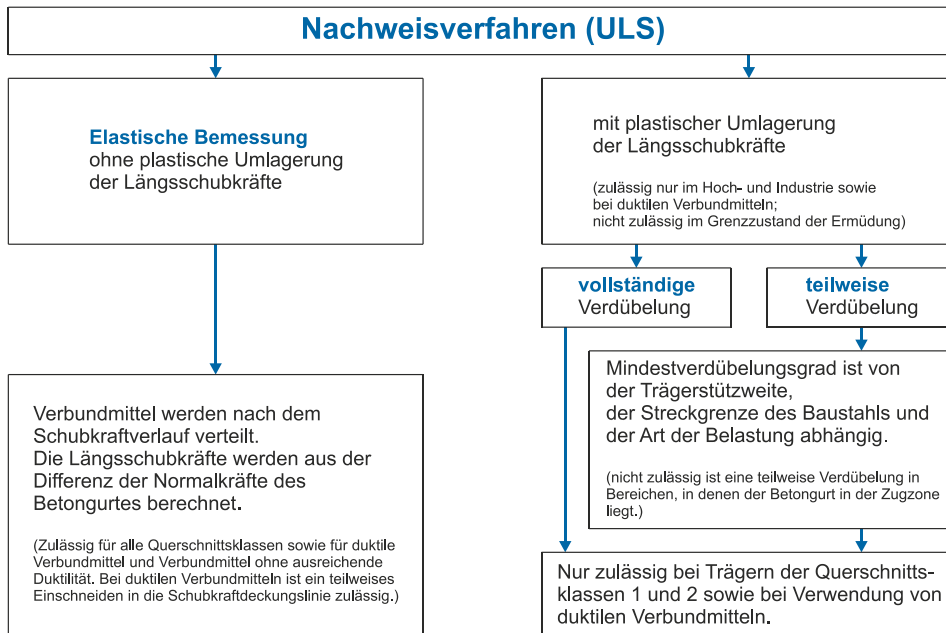 Nachweisverfahren (ULS)
Elastische Bemessung
ohne plastische Umlagerung
der Längsschubkräfte
Verbundmittel werden nach dem
Schubkraftverlauf verteilt.
Die Längsschubkräfte werden aus der
Differenz der Normalkräfte des
Betongurtes berechnet.
(Zulässig für alle Querschnittsklassen sowie für duktile
Verbundmittel und Verbundmittel ohne ausreichende
Duktilität. Bei duktilen Verbundmitteln ist ein teilweises
Einschneiden in die Schubkraftdeckungslinie zulässig.)
mit plastischer Umlagerung
der Längsschubkräfte
(zulässig nur im Hoch- und Industrie sowie
bei duktilen Verbundmitteln;
nicht zulässig im Grenzzustand der Ermüdung)
vollständige
Verdübelung
teilweise
Verdübelung
Mindestverdübelungsgrad ist von
der Trägerstützweite,
der Streckgrenze des Baustahls und
der Art der Belastung abhängig.
(nicht zulässig ist eine teilweise Verdübelung in
Bereichen, in denen der Betongurt in der Zugzone
liegt.)
Nur zulässig bei Trägern der Querschnitts-
klassen 1 und 2 sowie bei Verwendung von
duktilen Verbundmitteln.